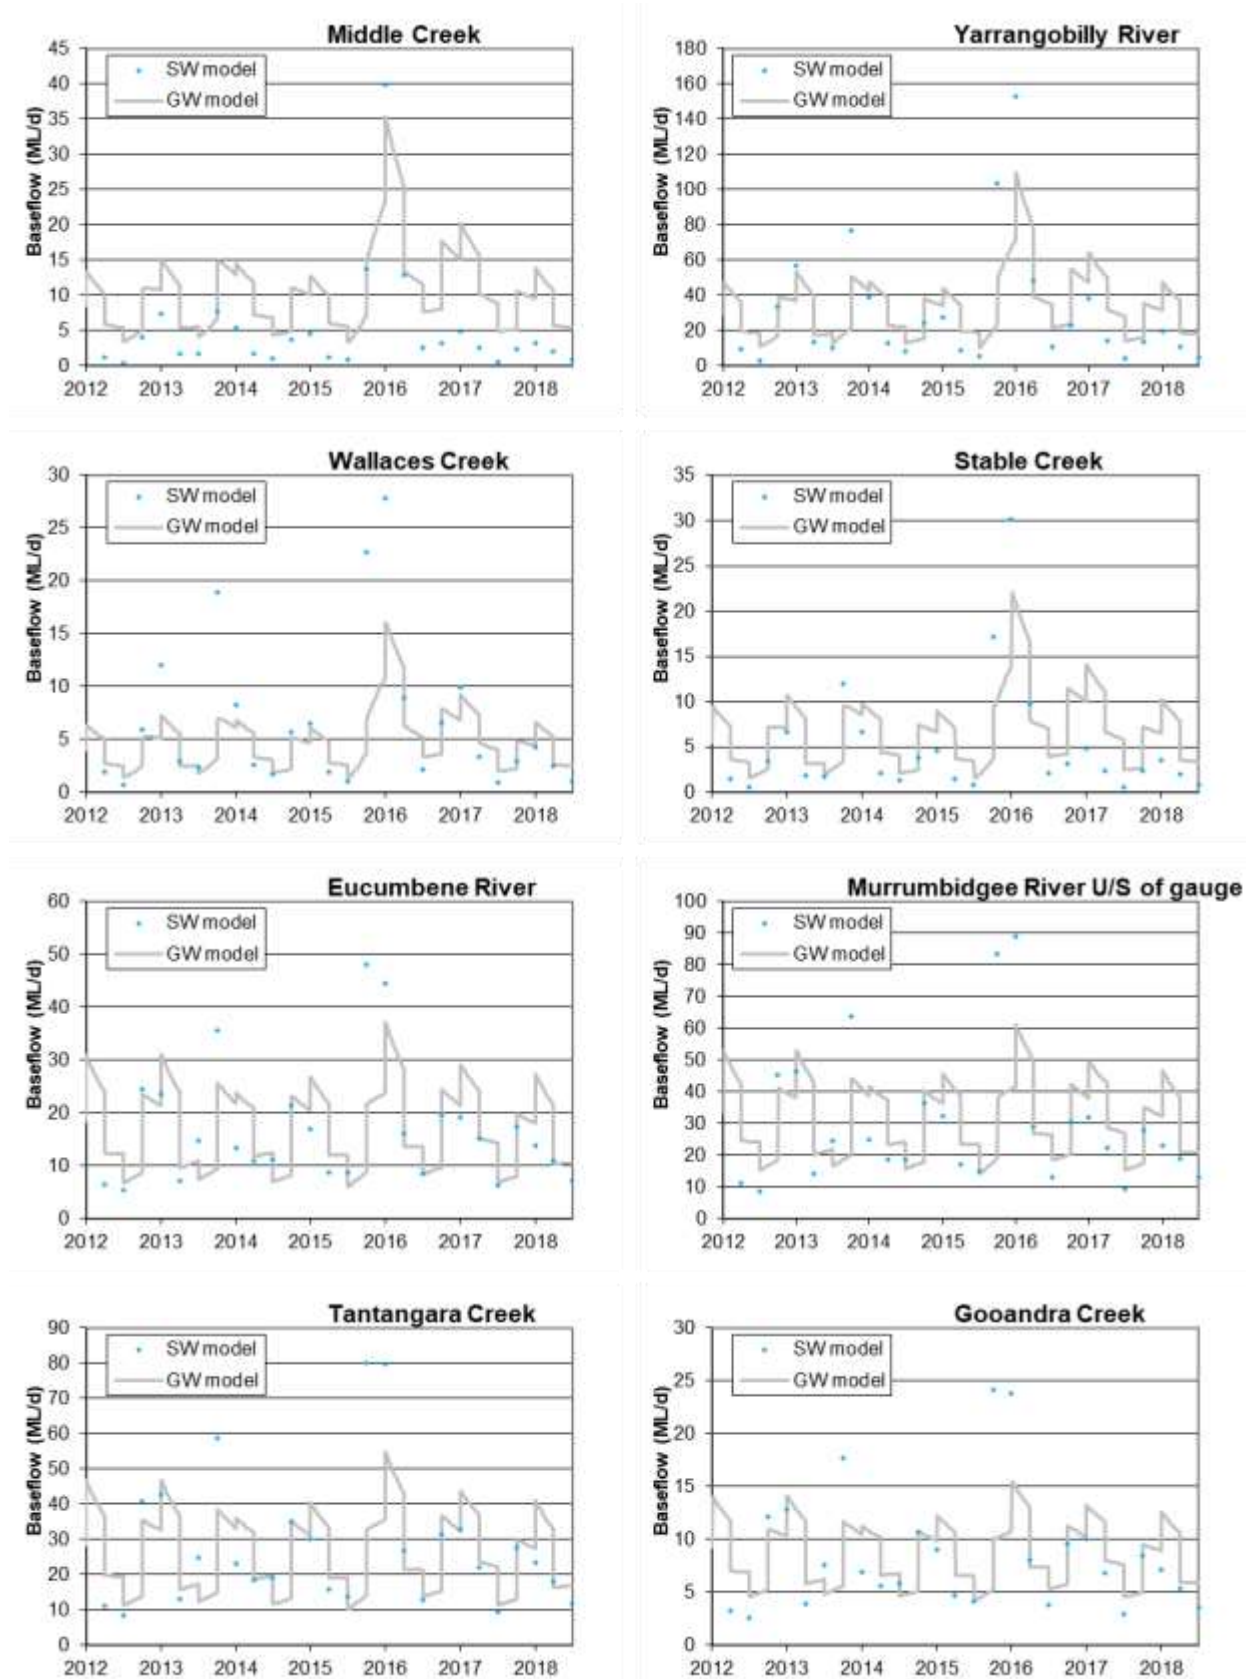 Middle Creek
45
40
35
30
25
20
15
10
5
0
Baseflow (ML/d)
SW model
GW model
2012 2013 2014 2015 2016 2017 2018
Yarrangobilly River
180
160
140
120
100
80
60
40
20
0
Baseflow (ML/d)
SW model
GW model
2012 2013 2014 2015 2016 2017 2018
Wallaces Creek
30
25
20
15
10
5
0
Baseflow (ML/d)
SW model
GW model
2012 2013 2014 2015 2016 2017 2018
Stable Creek
35
30
25
20
15
10
5
0
Baseflow (ML/d)
SW model
GW model
2012 2013 2014 2015 2016 2017 2018
Eucumbene River
60
50
40
30
20
10
0
Baseflow (ML/d)
SW model
GW model
2012 2013 2014 2015 2016 2017 2018
Murrumbidgee River U/S of gauge
100
90
80
70
60
50
40
30
20
10
0
Baseflow (ML/d)
SW model
GW model
2012 2013 2014 2015 2016 2017 2018
Tantangara Creek
90
80
70
60
50
40
30
20
10
0
Baseflow (ML/d)
SW model
GW model
2012 2013 2014 2015 2016 2017 2018
Gooandra Creek
30
25
20
15
10
5
0
Baseflow (ML/d)
SW model
GW model
2012 2013 2014 2015 2016 2017 2018